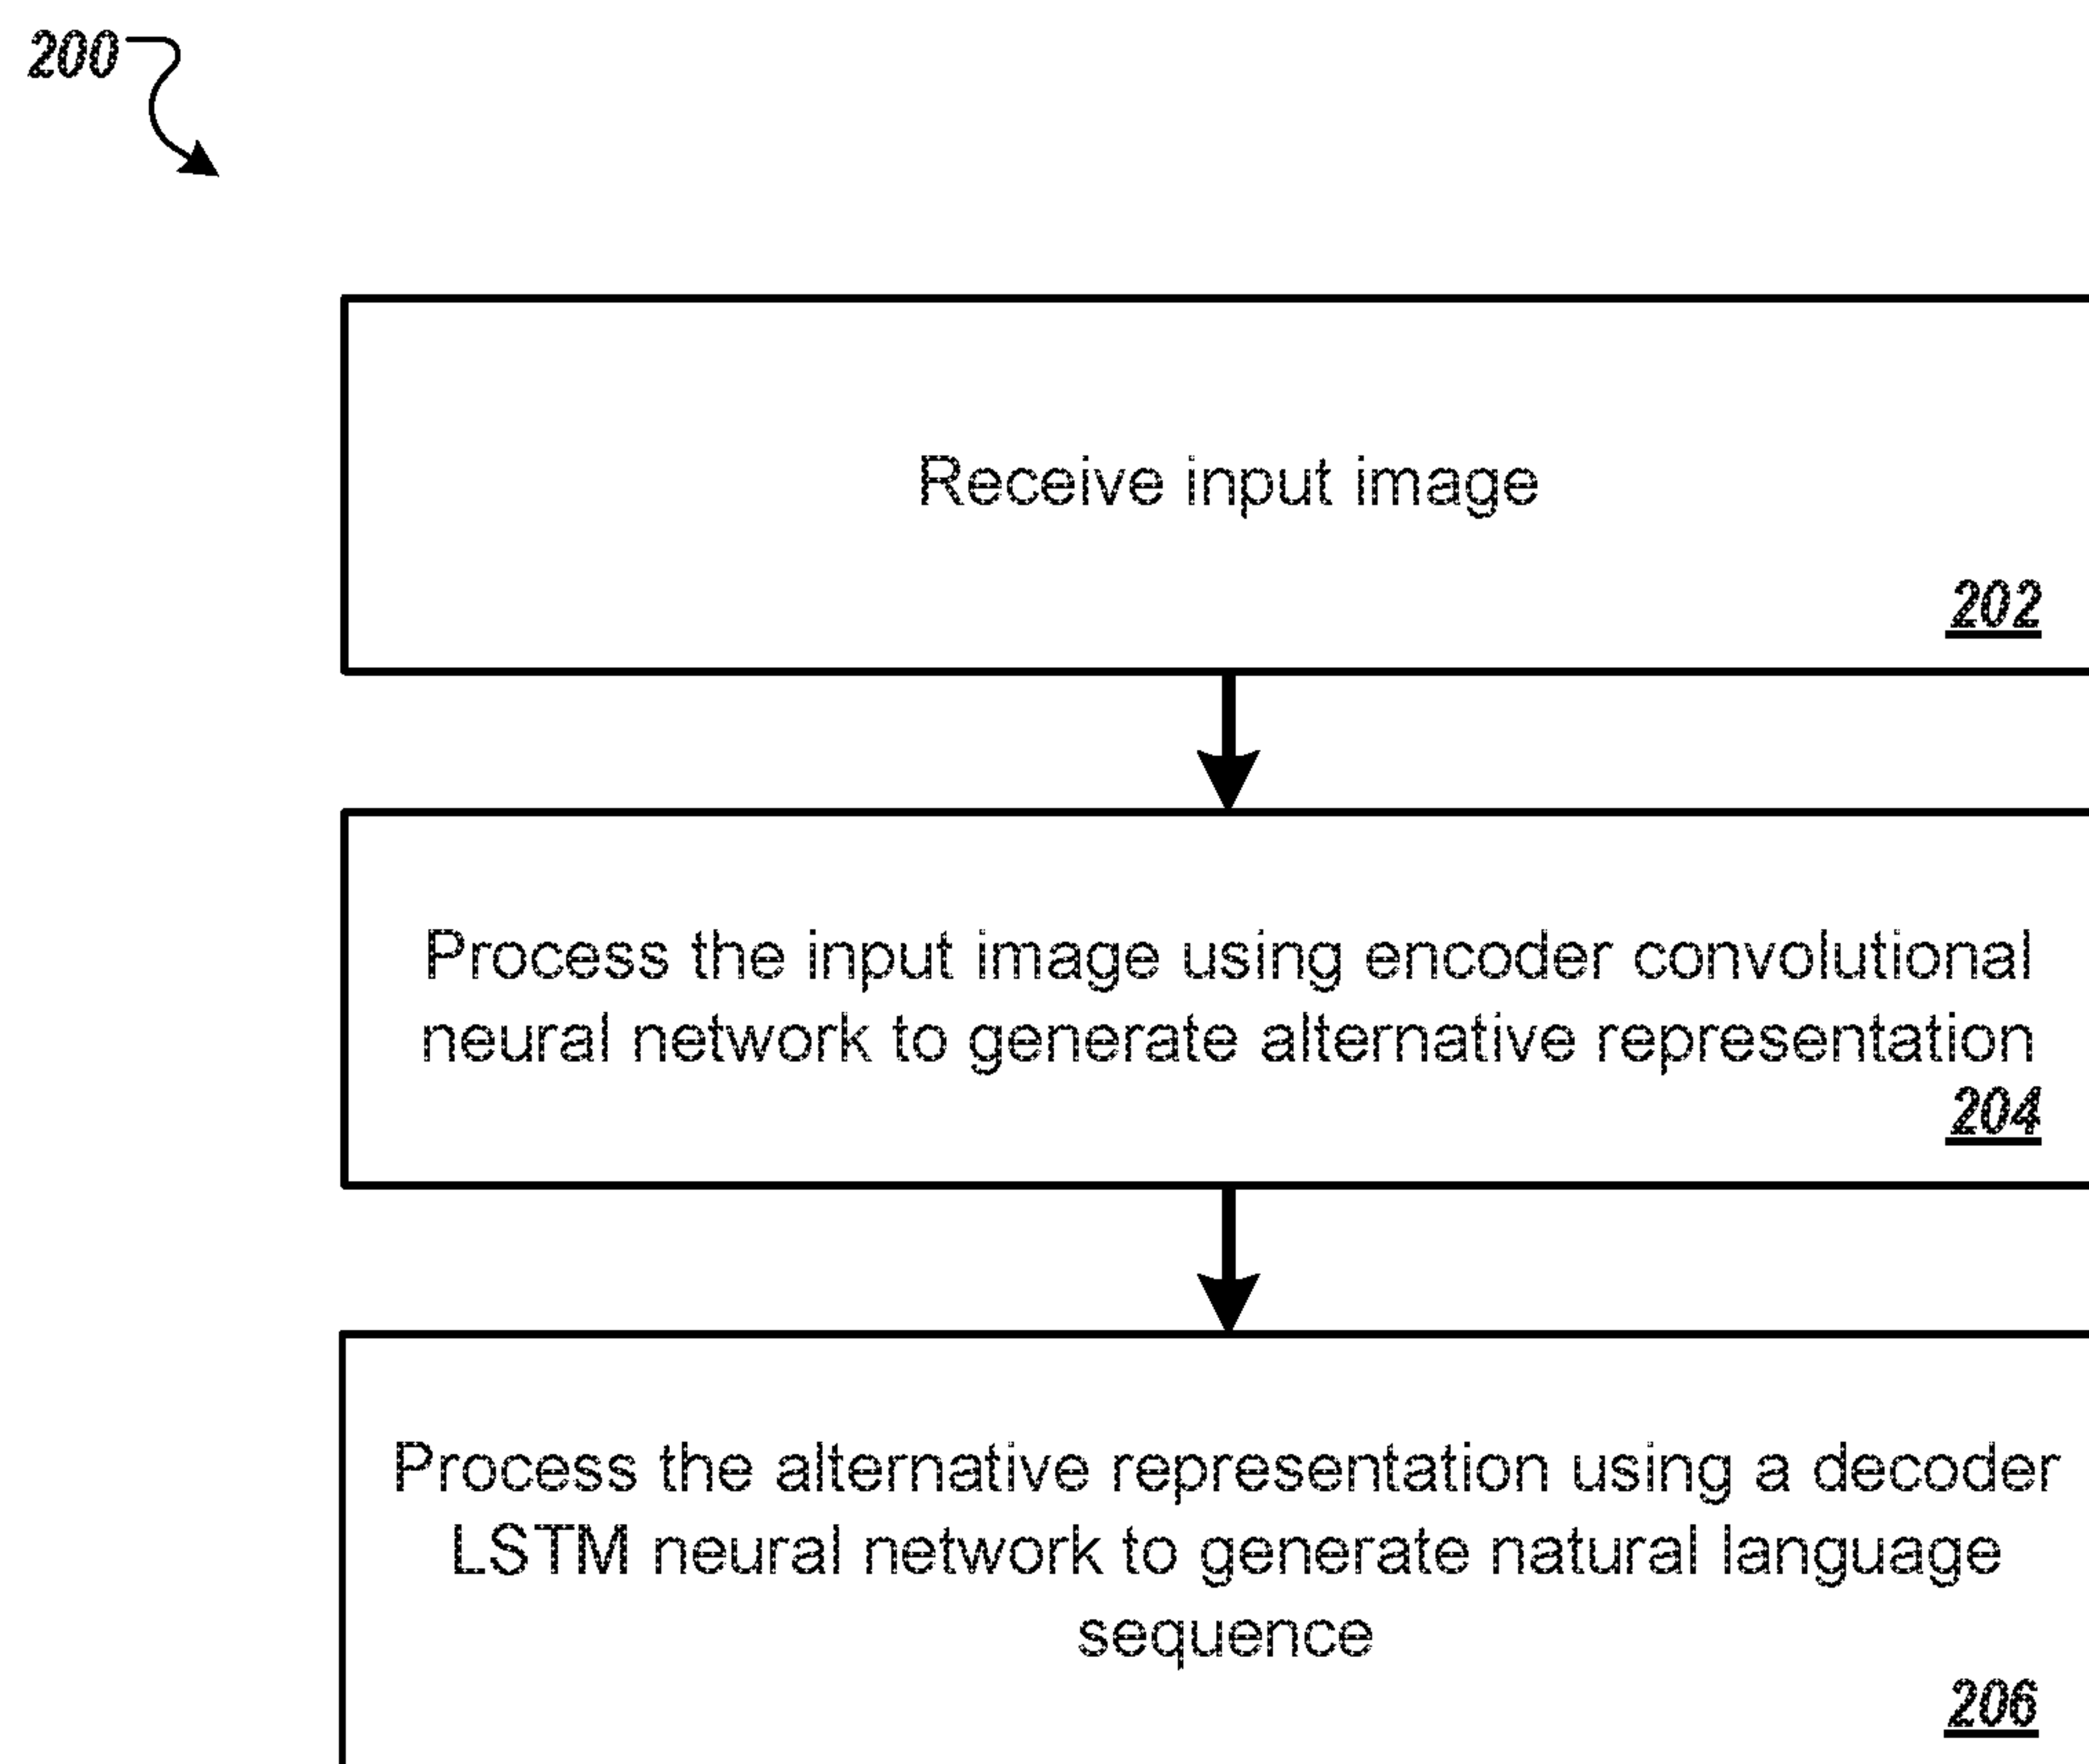 200
Receive input image
202
Process the input image using encoder convolutional
neural network to generate alternative representation
204
Process the alternative representation using a decoder
LSTM neural network to generate natural language
sequence
206